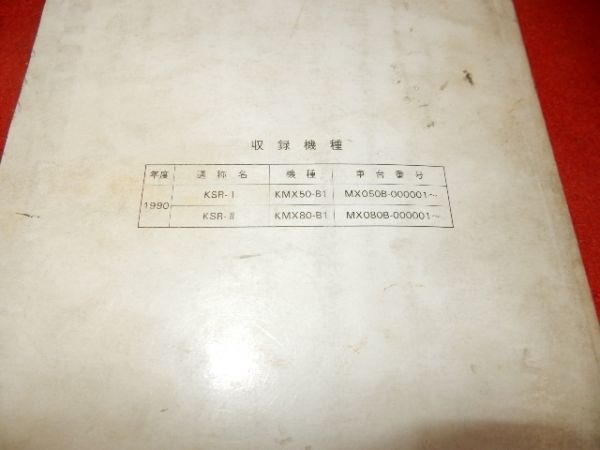 収録機種
年度 通称名 機種 車台番号
1990 KSR-Ⅰ KMX50-B1 MX050B-000001~
KSR-Ⅱ KMX80-B1 MX080B-000001~